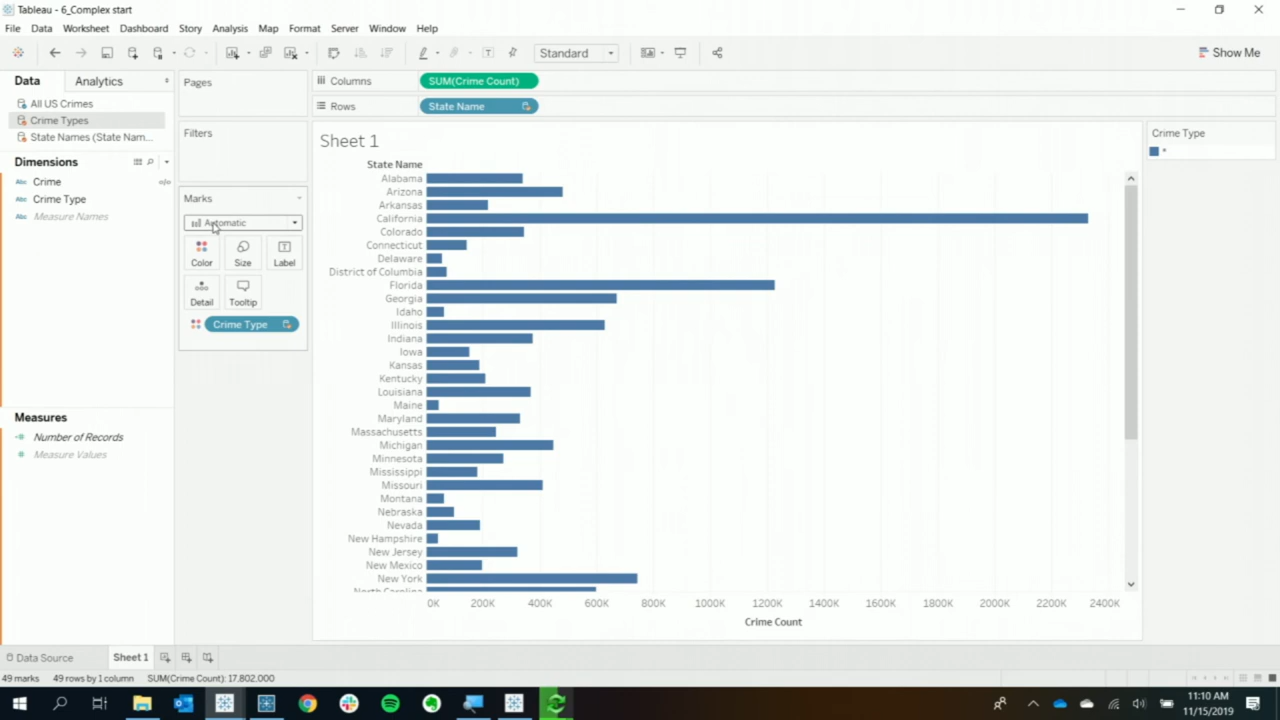 Tableau - 6_Complex start
File Data Worksheet Dashboard Story Analysis Map Format Server Window Help
Standard
Show Me
Data Analytics
All US Crimes
Crime Types
State Names (State Nam...
Dimensions
Abc Crime
Abc Crime Type
Abc Measure Names
Measures
Number of Records
Measure Values
Pages
Filters
Marks
Automatic
Color Size Label
Detail Tooltip
Crime Type
Columns SUM(Crime Count)
Rows State Name
Sheet 1
State Name
Alabama
Arizona
Arkansas
California
Colorado
Connecticut
Delaware
District of Columbia
Florida
Georgia
Idaho
Illinois
Indiana
Iowa
Kansas
Kentucky
Louisiana
Maine
Maryland
Massachusetts
Michigan
Minnesota
Mississippi
Missouri
Montana
Nebraska
Nevada
New Hampshire
New Jersey
New Mexico
New York
North Carolina
0K 200K 400K 600K 800K 1000K 1200K 1400K 1600K 1800K 2000K 2200K 2400K
Crime Count
Crime Type
*
Data Source Sheet 1
49 marks 49 rows by 1 column SUM(Crime Count): 17,802,000
11:10 AM
11/15/2019